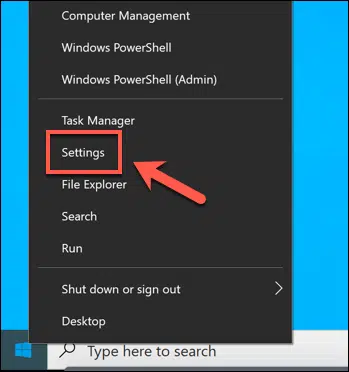 Computer Management
Windows PowerShell
Windows PowerShell (Admin)
Task Manager
Settings
File Explorer
Search
Run
Shut down or sign out
Desktop
Type here to search